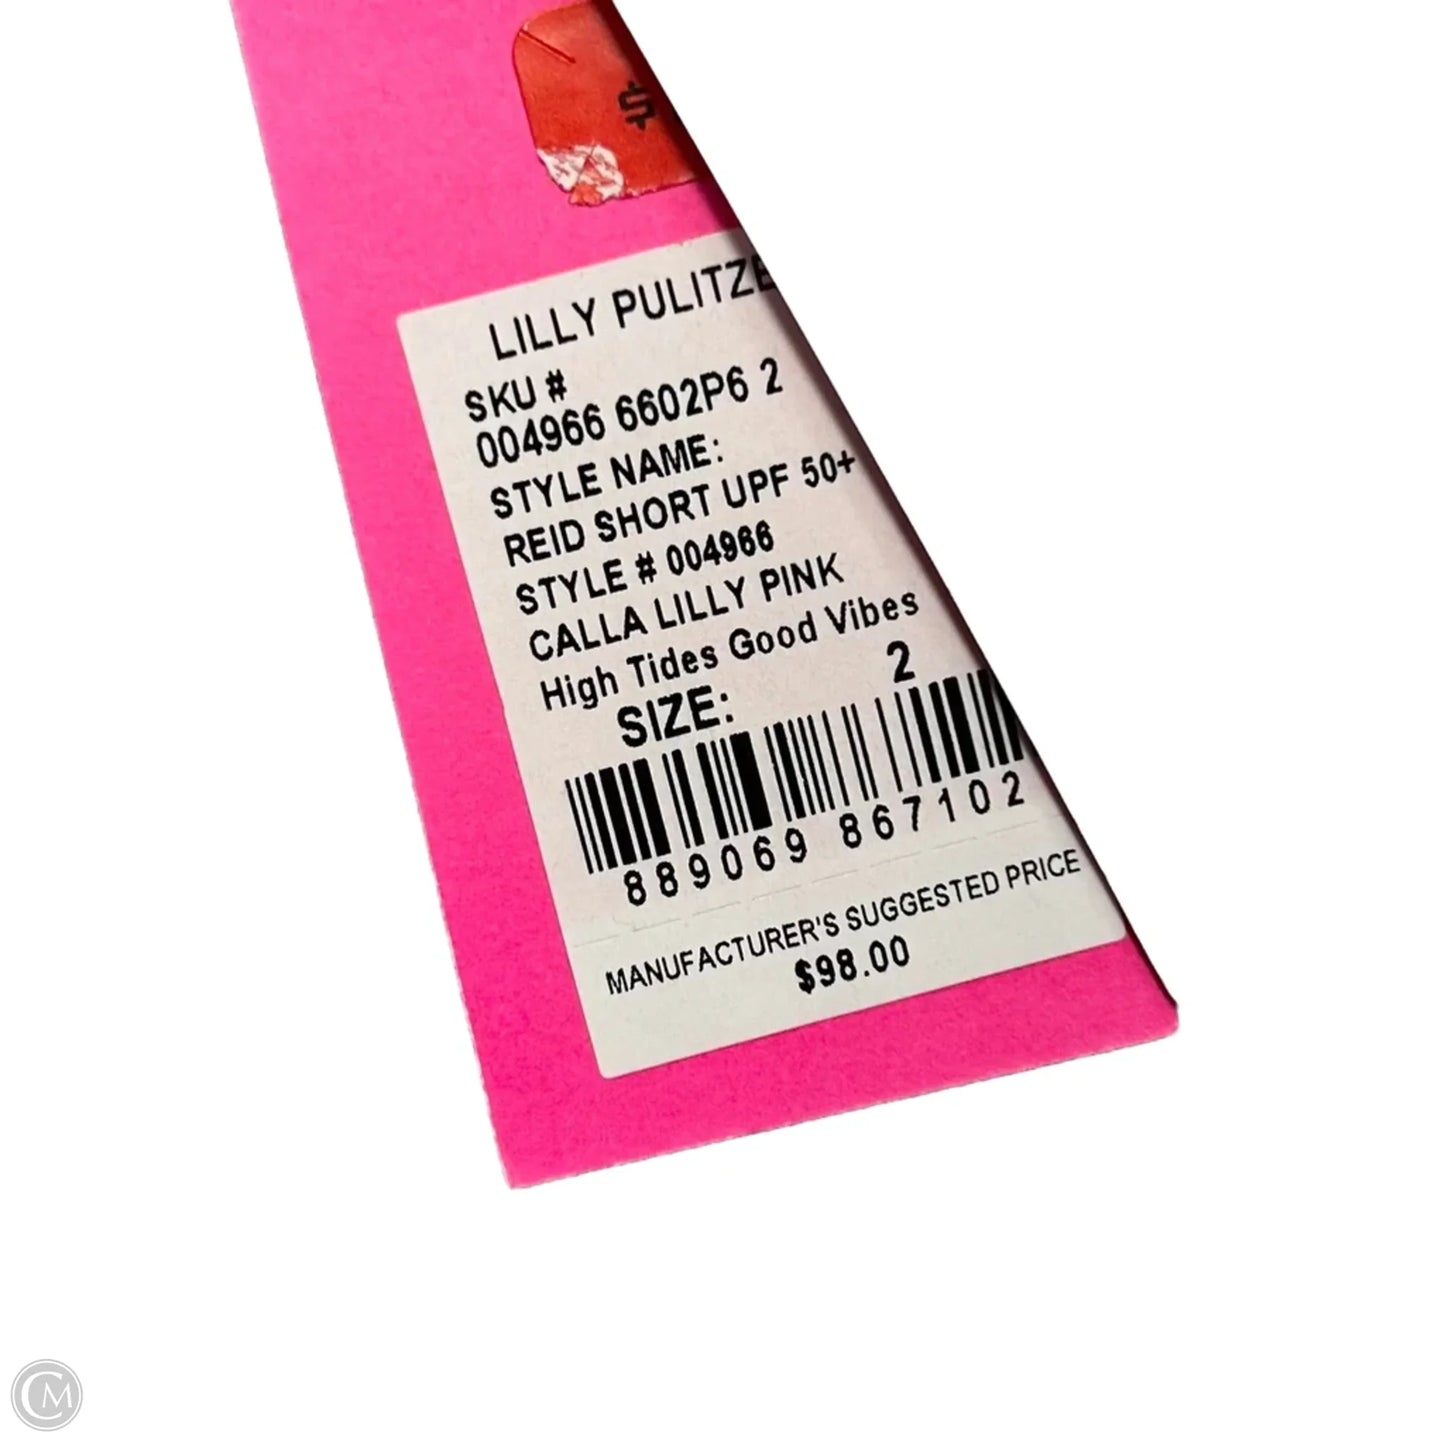 $
LILLY PULITZE
SKU #
004966 6602P6 2
STYLE NAME:
REID SHORT UPF 50+
STYLE # 004966
CALLA LILLY PINK
High Tides Good Vibes
SIZE: 2
889069 867102
MANUFACTURER'S SUGGESTED PRICE
$98.00
CM